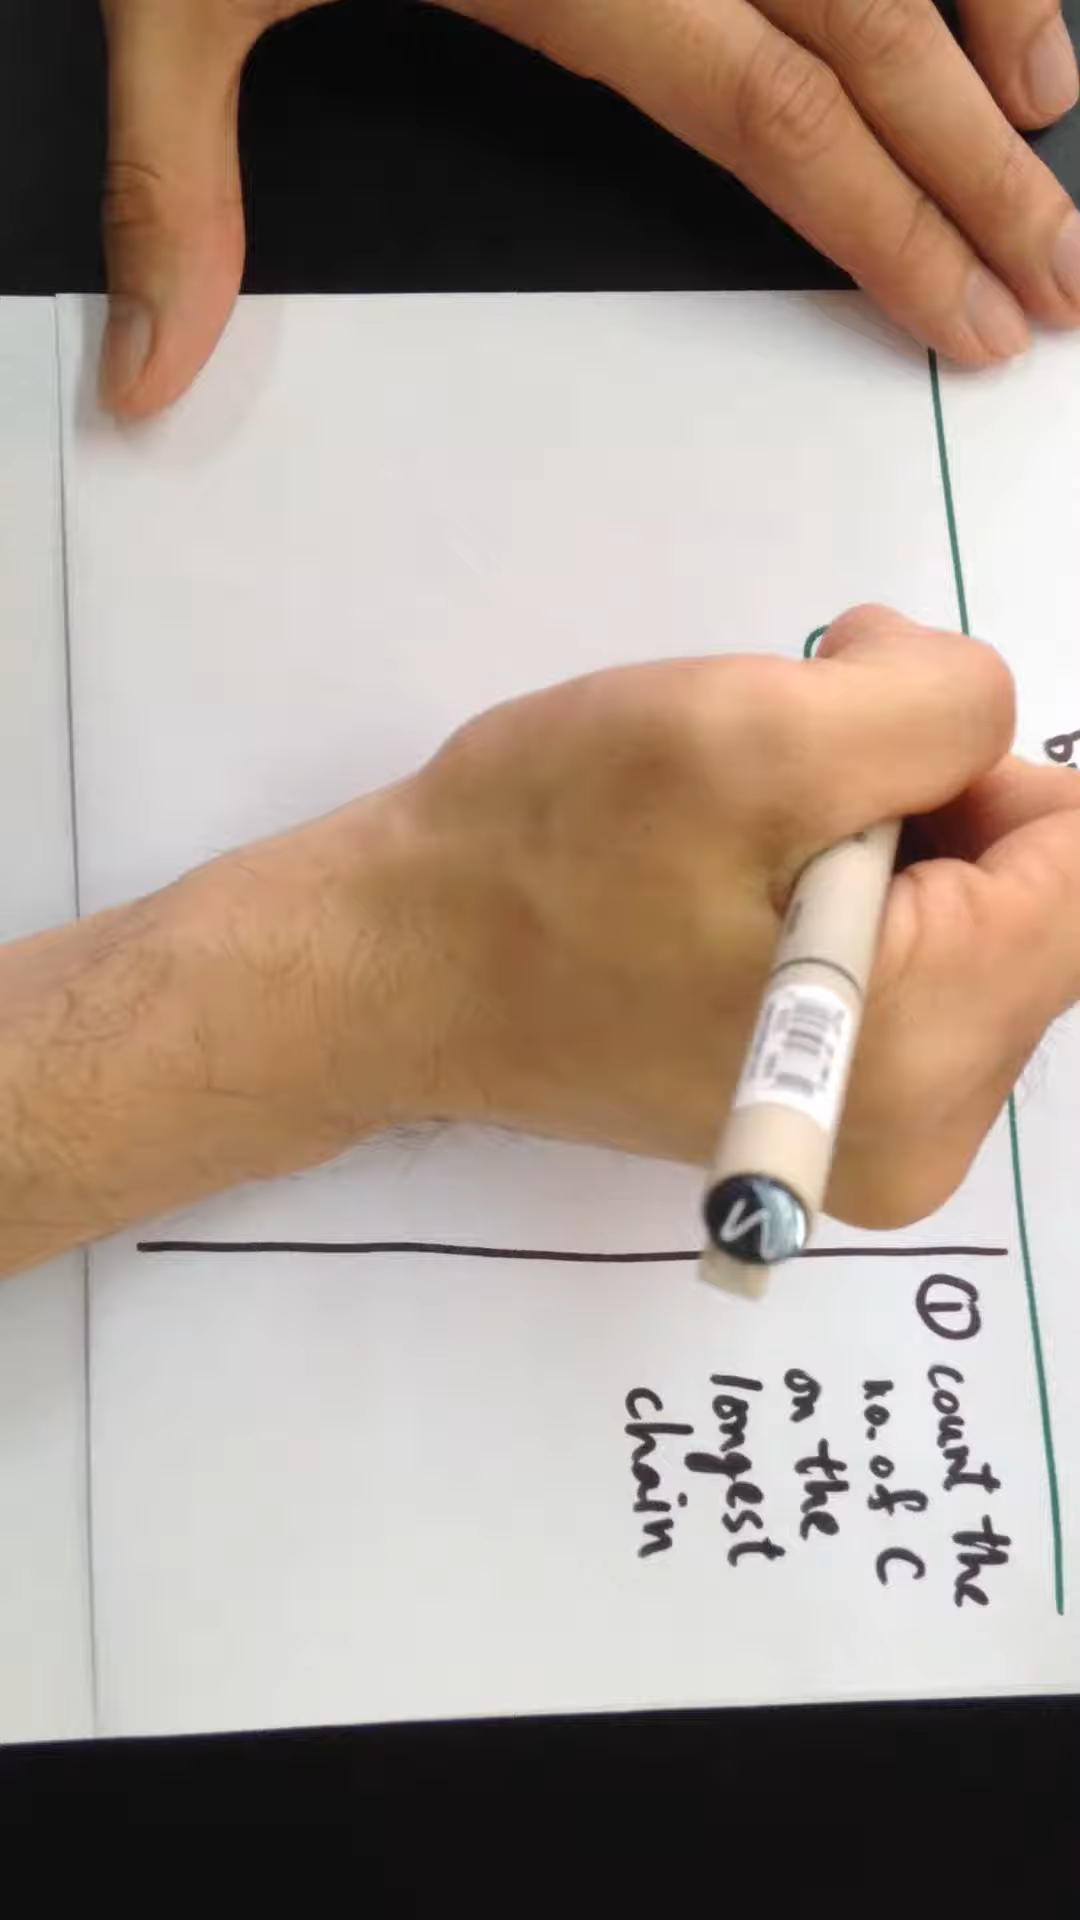 ① count the
no. of C
on the
longest
chain